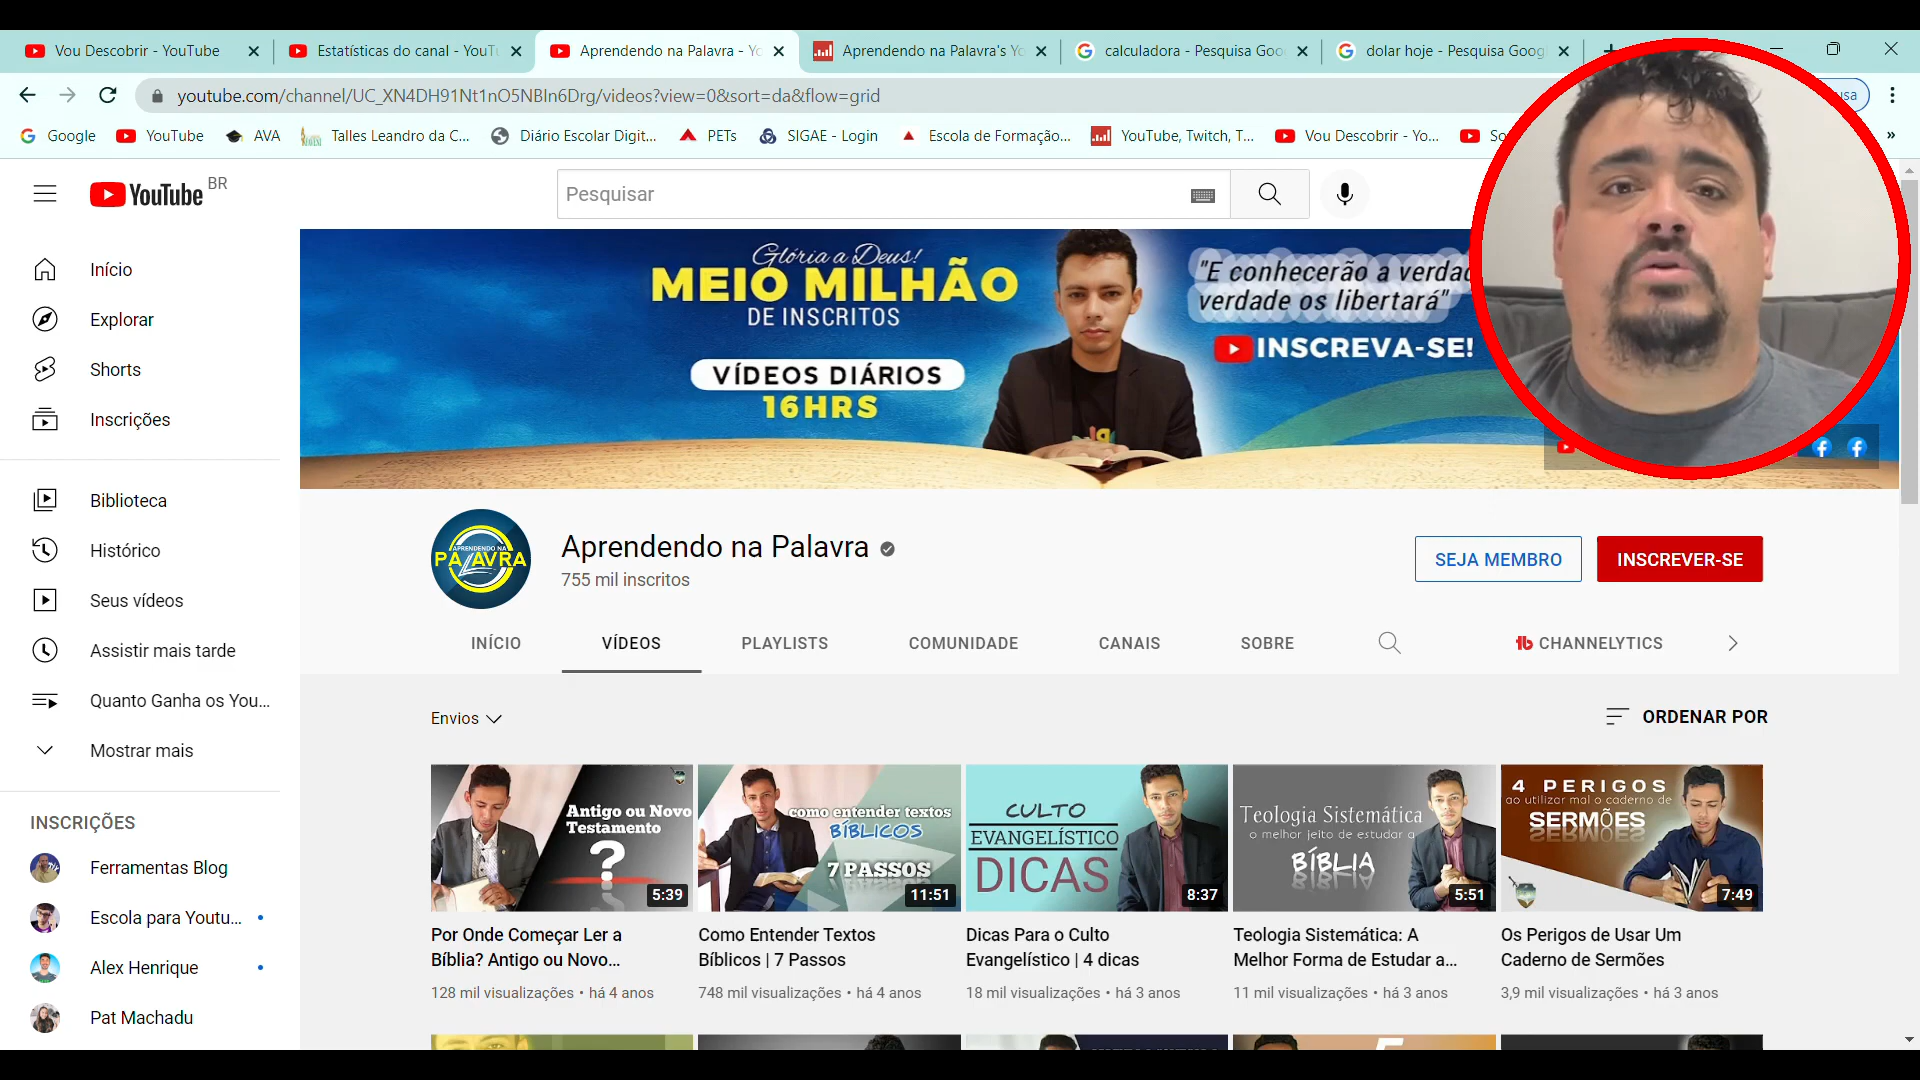 Vou Descobrir - YouTube
Estatísticas do canal - YouTu
Aprendendo na Palavra - Yo
Aprendendo na Palavra's Yo
calculadora - Pesquisa Goo
dolar hoje - Pesquisa Goog
youtube.com/channel/UC_XN4DH91Nt1nO5NBIn6Drg/videos?view=0&sort=da&flow=grid
usa
Google
YouTube
AVA
Talles Leandro da C...
Diário Escolar Digit...
PETs
SIGAE - Login
Escola de Formação...
YouTube, Twitch, T...
Vou Descobrir - Yo...
So
YouTube BR
Pesquisar
Início
Explorar
Shorts
Inscrições
Biblioteca
Histórico
Seus vídeos
Assistir mais tarde
Quanto Ganha os You...
Mostrar mais
INSCRIÇÕES
Ferramentas Blog
Escola para Youtu...
Alex Henrique
Pat Machadu
Glória a Deus!
MEIO MILHÃO
DE INSCRITOS
VÍDEOS DIÁRIOS
16HRS
"E conhecerão a verdad
verdade os libertará"
INSCREVA-SE!
APRENDENDO NA
PALAVRA
Aprendendo na Palavra
755 mil inscritos
SEJA MEMBRO
INSCREVER-SE
INÍCIO
VÍDEOS
PLAYLISTS
COMUNIDADE
CANAIS
SOBRE
CHANNELYTICS
Envios
ORDENAR POR
Antigo ou Novo
Testamento
?
5:39
como entender textos
BÍBLICOS
7 PASSOS
11:51
CULTO
EVANGELÍSTICO
DICAS
8:37
Teologia Sistemática
o melhor jeito de estudar a
BÍBLIA
5:51
4 PERIGOS
ao utilizar mal o caderno de
SERMÕES
7:49
Por Onde Começar Ler a
Bíblia? Antigo ou Novo...
128 mil visualizações • há 4 anos
Como Entender Textos
Bíblicos | 7 Passos
748 mil visualizações • há 4 anos
Dicas Para o Culto
Evangelístico | 4 dicas
18 mil visualizações • há 3 anos
Teologia Sistemática: A
Melhor Forma de Estudar a...
11 mil visualizações • há 3 anos
Os Perigos de Usar Um
Caderno de Sermões
3,9 mil visualizações • há 3 anos